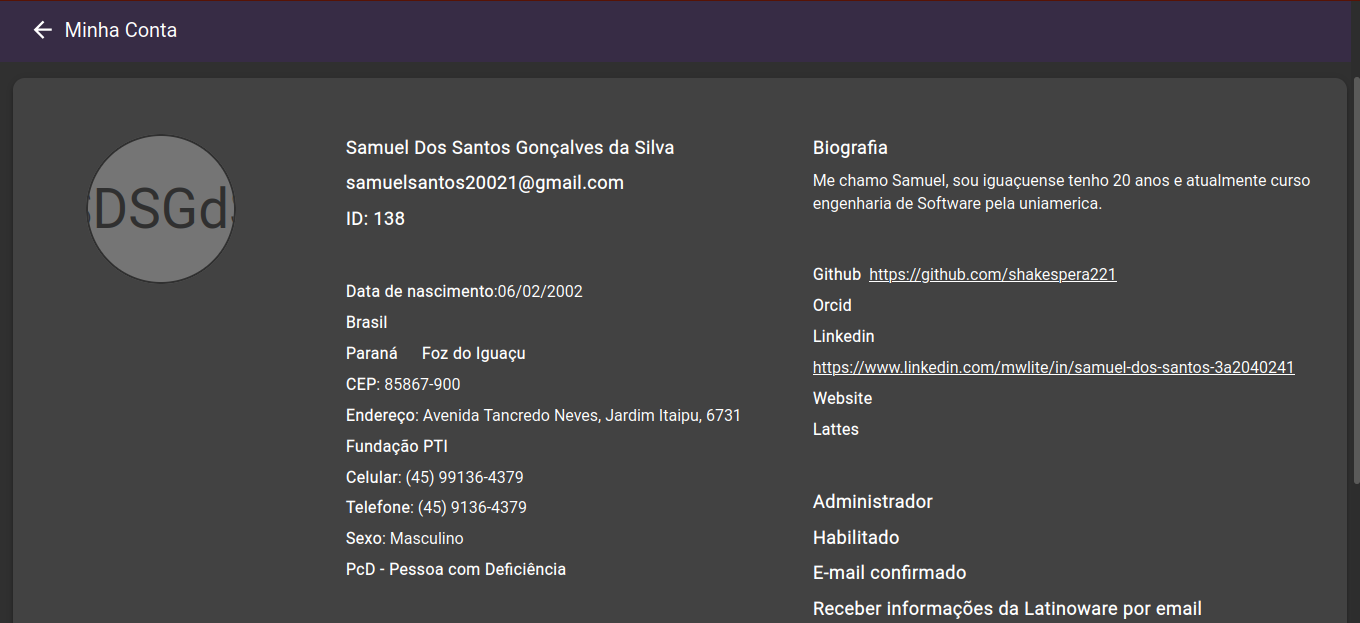 Minha Conta
SDSGdS
Samuel Dos Santos Gonçalves da Silva
samuelsantos20021@gmail.com
ID: 138
Data de nascimento:06/02/2002
Brasil
Paraná Foz do Iguaçu
CEP: 85867-900
Endereço: Avenida Tancredo Neves, Jardim Itaipu, 6731
Fundação PTI
Celular: (45) 99136-4379
Telefone: (45) 9136-4379
Sexo: Masculino
PcD - Pessoa com Deficiência
Biografia
Me chamo Samuel, sou iguaçuense tenho 20 anos e atualmente curso
engenharia de Software pela uniamerica.
Github https://github.com/shakespera221
Orcid
Linkedin
https://www.linkedin.com/mwlite/in/samuel-dos-santos-3a2040241
Website
Lattes
Administrador
Habilitado
E-mail confirmado
Receber informações da Latinoware por email